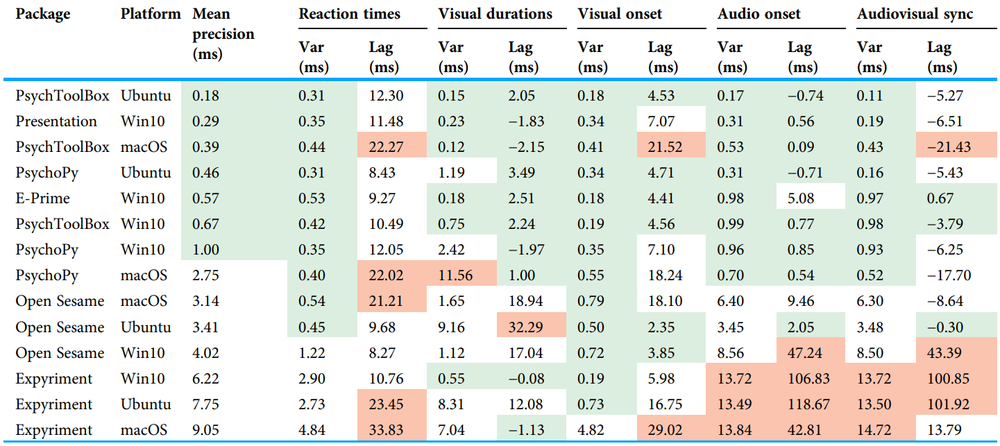 Package Platform Mean precision (ms) Reaction times Visual durations Visual onset Audio onset Audiovisual sync
Var (ms) Lag (ms) Var (ms) Lag (ms) Var (ms) Lag (ms) Var (ms) Lag (ms) Var (ms) Lag (ms)
PsychToolBox Ubuntu 0.18 0.31 12.30 0.15 2.05 0.18 4.53 0.17 −0.74 0.11 −5.27
Presentation Win10 0.29 0.35 11.48 0.23 −1.83 0.34 7.07 0.31 0.56 0.19 −6.51
PsychToolBox macOS 0.39 0.44 22.27 0.12 −2.15 0.41 21.52 0.53 0.09 0.43 −21.43
PsychoPy Ubuntu 0.46 0.31 8.43 1.19 3.49 0.34 4.71 0.31 −0.71 0.16 −5.43
E-Prime Win10 0.57 0.53 9.27 0.18 2.51 0.18 4.41 0.98 5.08 0.97 0.67
PsychToolBox Win10 0.67 0.42 10.49 0.75 2.24 0.19 4.56 0.99 0.77 0.98 −3.79
PsychoPy Win10 1.00 0.35 12.05 2.42 −1.97 0.35 7.10 0.96 0.85 0.93 −6.25
PsychoPy macOS 2.75 0.40 22.02 11.56 1.00 0.55 18.24 0.70 0.54 0.52 −17.70
Open Sesame macOS 3.14 0.54 21.21 1.65 18.94 0.79 18.10 6.40 9.46 6.30 −8.64
Open Sesame Ubuntu 3.41 0.45 9.68 9.16 32.29 0.50 2.35 3.45 2.05 3.48 −0.30
Open Sesame Win10 4.02 1.22 8.27 1.12 17.04 0.72 3.85 8.56 47.24 8.50 43.39
Expyriment Win10 6.22 2.90 10.76 0.55 −0.08 0.19 5.98 13.72 106.83 13.72 100.85
Expyriment Ubuntu 7.75 2.73 23.45 8.31 12.08 0.73 16.75 13.49 118.67 13.50 101.92
Expyriment macOS 9.05 4.84 33.83 7.04 −1.13 4.82 29.02 13.84 42.81 14.72 13.79